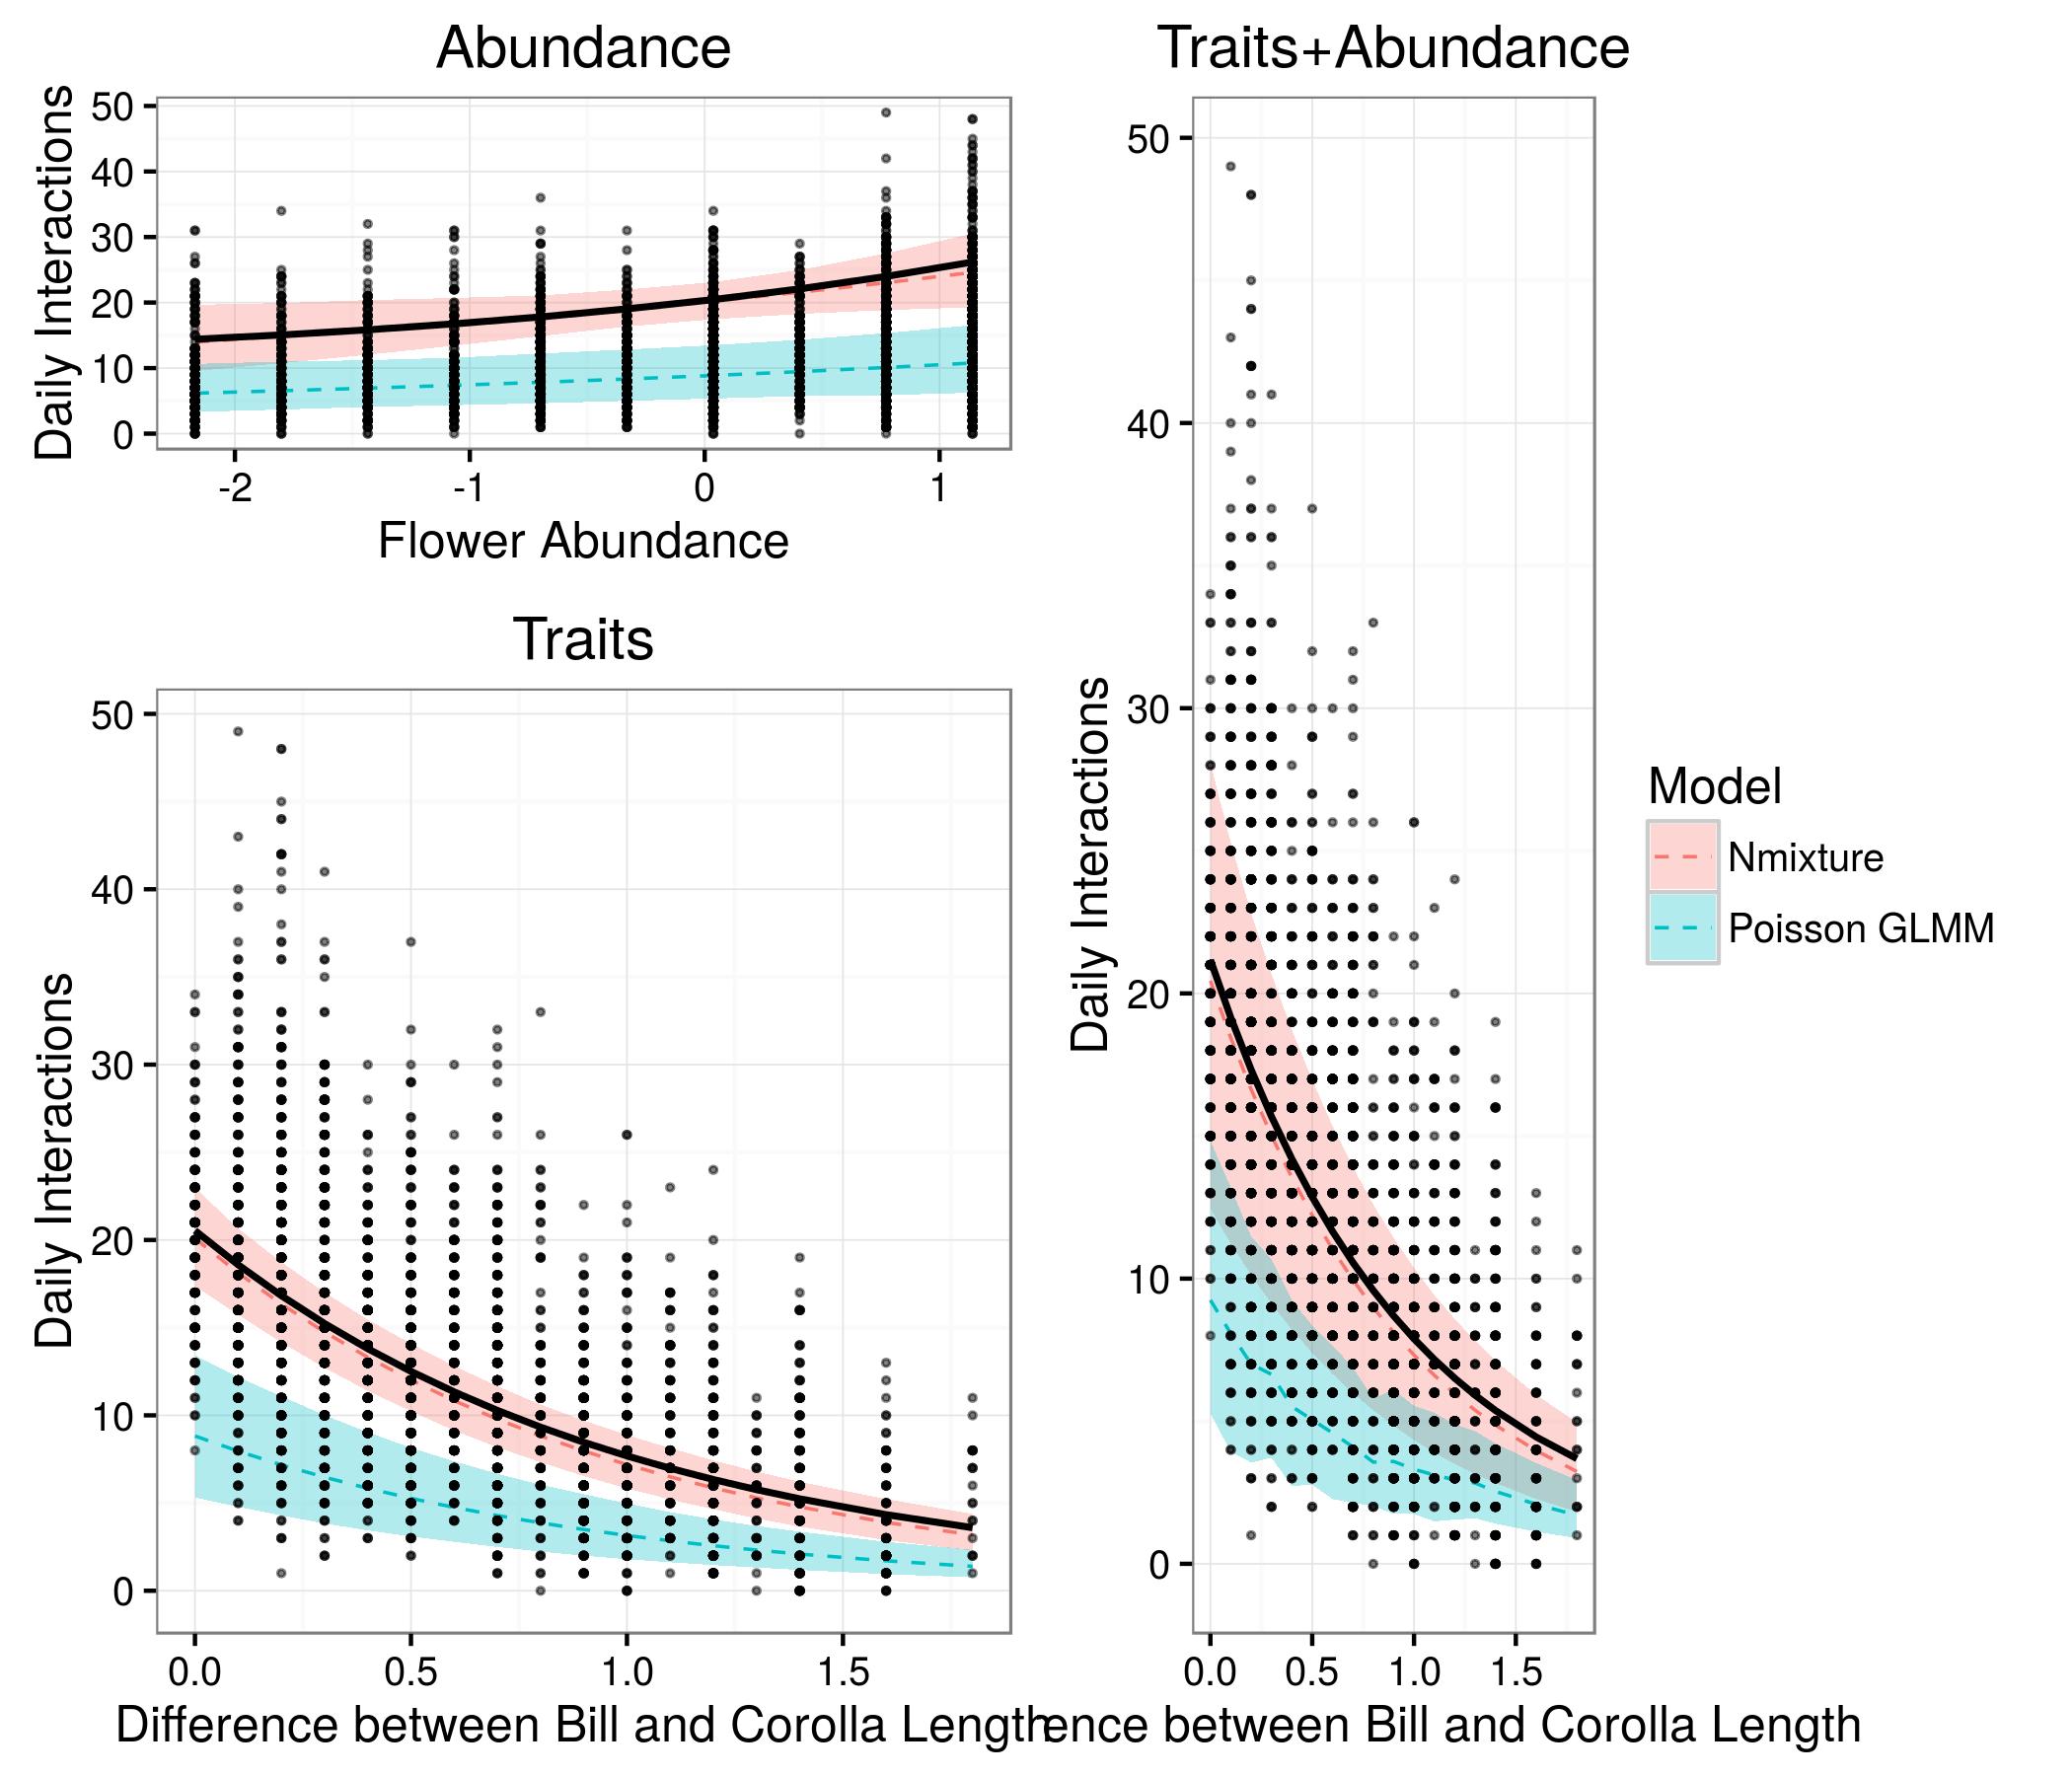 Abundance
Daily Interactions
50
40
30
20
10
0
-2 -1 0 1
Flower Abundance
Traits
Daily Interactions
50
40
30
20
10
0
0.0 0.5 1.0 1.5
Difference between Bill and Corolla Length
Traits+Abundance
Daily Interactions
50
40
30
20
10
0
0.0 0.5 1.0 1.5
ence between Bill and Corolla Length
Model
Nmixture
Poisson GLMM